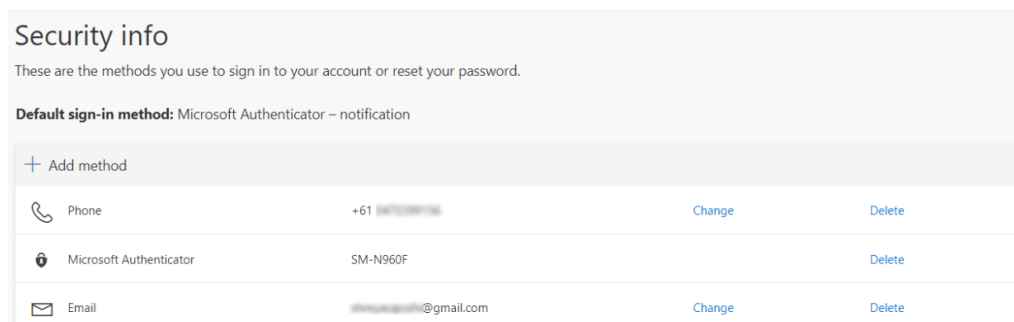 Security info
These are the methods you use to sign in to your account or reset your password.
Default sign-in method: Microsoft Authenticator – notification
+ Add method
Phone +61 Change Delete
Microsoft Authenticator SM-N960F Delete
Email @gmail.com Change Delete